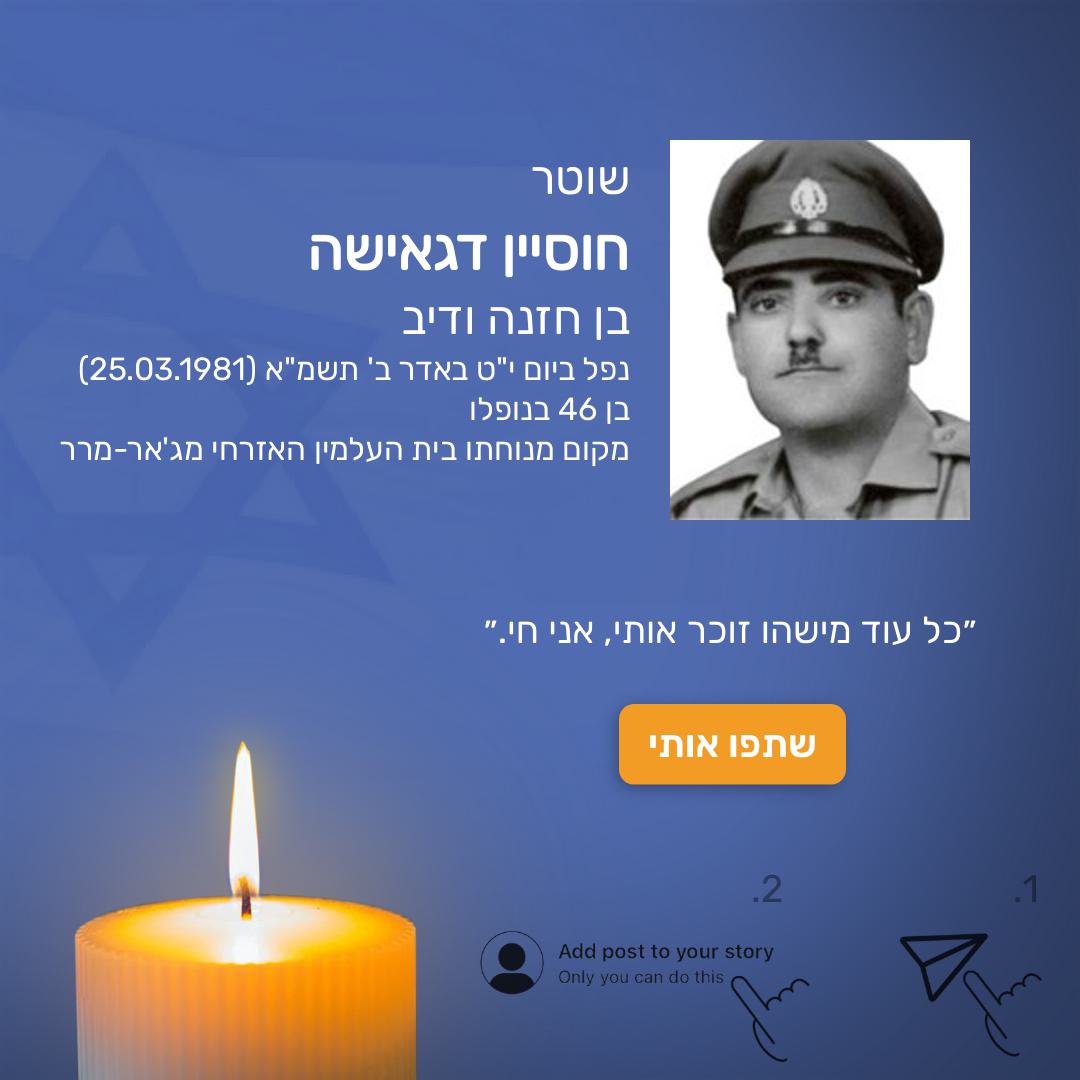 שוטר
חוסיין דגאישה
בן חזנה ודיב
נפל ביום י"ט באדר ב' תשמ"א (25.03.1981)
בן 46 בנופלו
מקום מנוחתו בית העלמין האזרחי מג'אר-מרר
״כל עוד מישהו זוכר אותי, אני חי.״
שתפו אותי
1.
2.
Add post to your story
Only you can do this